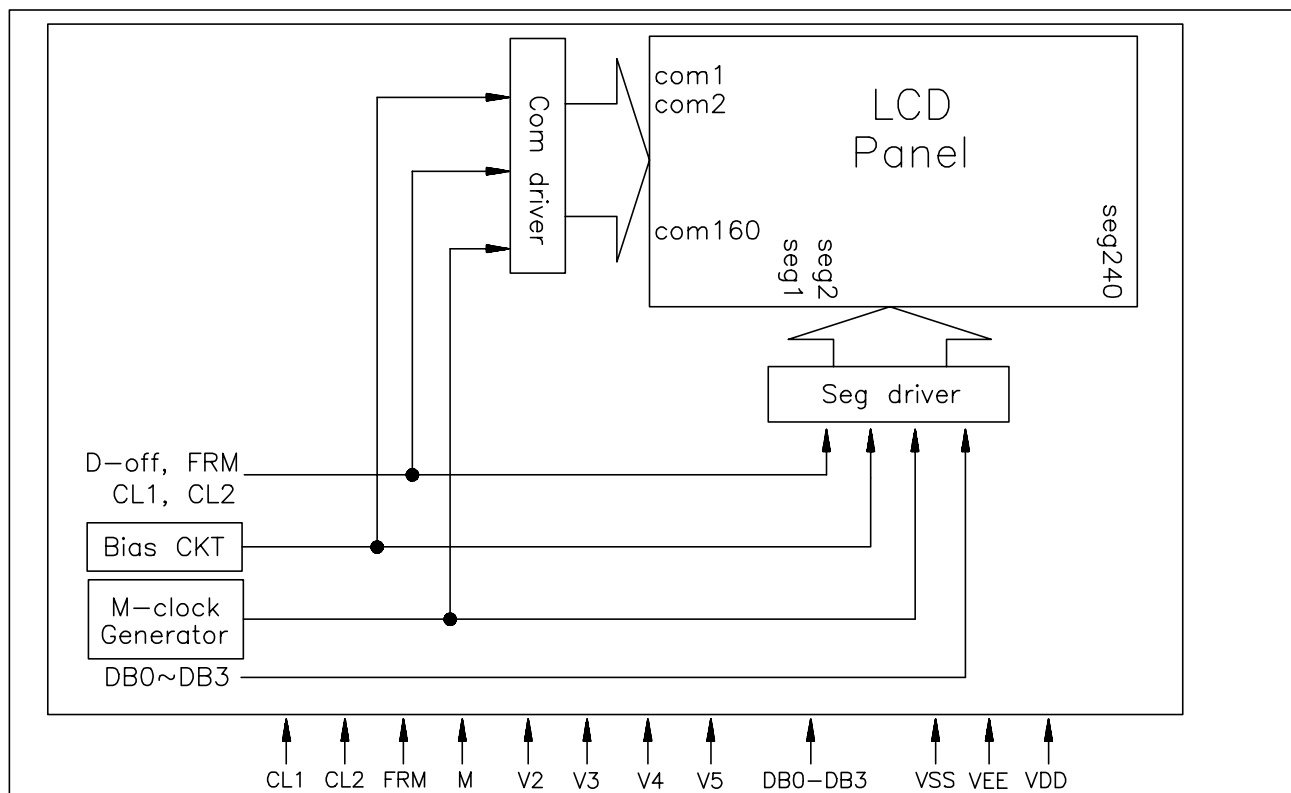 com1
com2
LCD
Panel
Com driver
com160
seg1
seg2
seg240
Seg driver
D-off, FRM
CL1, CL2
Bias CKT
M-clock
Generator
DB0~DB3
CL1 CL2 FRM M V2 V3 V4 V5 DB0-DB3 VSS VEE VDD